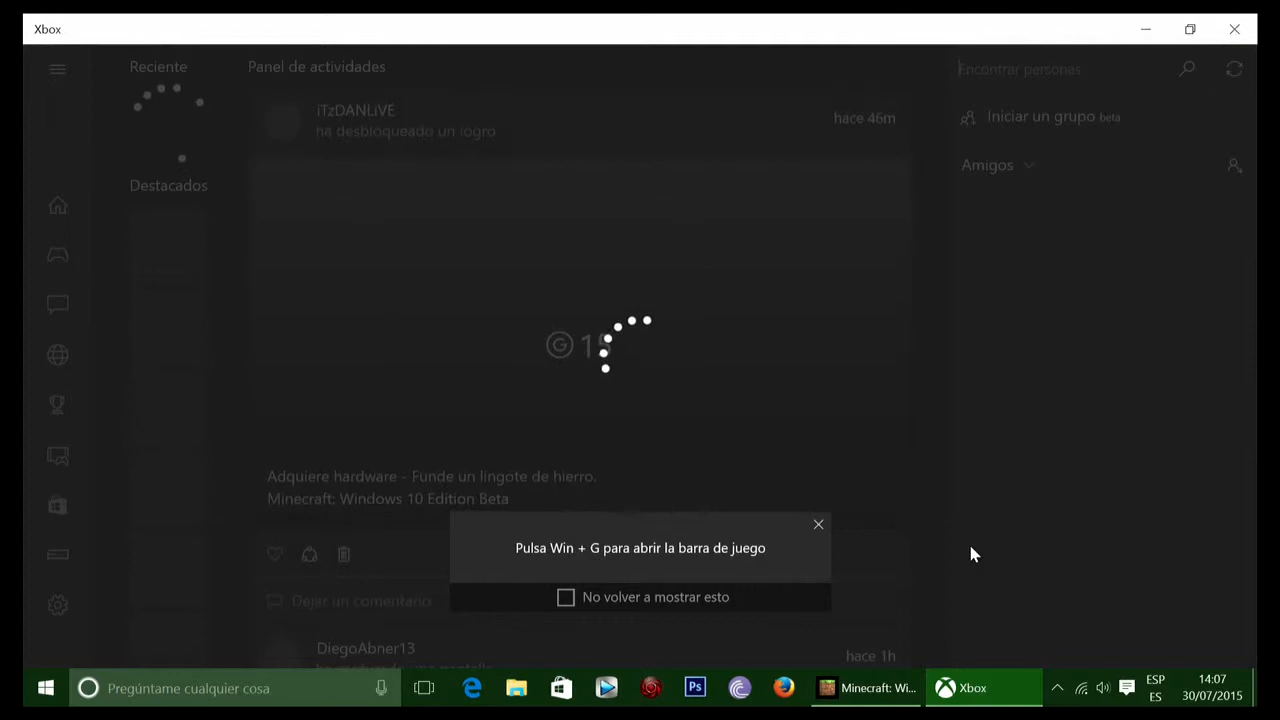 Xbox
Reciente
Panel de actividades
Encontrar personas
iTzDANLiVE
ha desbloqueado un logro
hace 46m
Iniciar un grupo beta
Amigos
Destacados
G 15
Adquiere hardware - Funde un lingote de hierro.
Minecraft: Windows 10 Edition Beta
Pulsa Win + G para abrir la barra de juego
No volver a mostrar esto
Dejar un comentario
DiegoAbner13
hace 1h
Pregúntame cualquier cosa
Ps
Minecraft: Wi...
Xbox
ESP
ES
14:07
30/07/2015